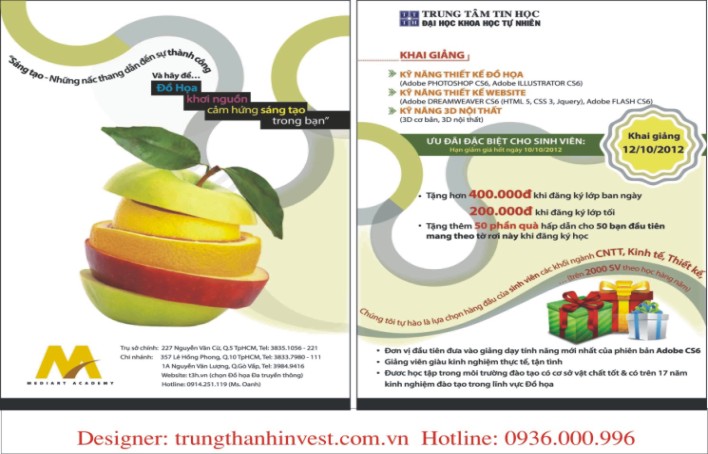 "Sáng tạo - Những nấc thang dẫn đến sự thành công
Và hãy để...
Đồ Họa
khơi nguồn
cảm hứng sáng tạo
trong bạn"
MEDIART ACADEMY
Trụ sở chính: 227 Nguyễn Văn Cừ, Q.5 TpHCM, Tel: 3835.1056 - 221
Chi nhánh: 357 Lê Hồng Phong, Q.10 TpHCM, Tel: 3833.7980 - 111
1A Nguyễn Văn Lượng, Q.Gò Vấp, Tel: 3984.9416
Website: t3h.vn (chọn Đồ họa Đa truyền thông)
Hotline: 0914.251.119 (Ms. Oanh)
TRUNG TÂM TIN HỌC
ĐẠI HỌC KHOA HỌC TỰ NHIÊN
KHAI GIẢNG
KỸ NĂNG THIẾT KẾ ĐỒ HỌA
(Adobe PHOTOSHOP CS6, Adobe ILLUSTRATOR CS6)
KỸ NĂNG THIẾT KẾ WEBSITE
(Adobe DREAMWEAVER CS6 (HTML 5, CSS 3, Jquery), Adobe FLASH CS6)
KỸ NĂNG 3D NỘI THẤT
(3D cơ bản, 3D nội thất)
ƯU ĐÃI ĐẶC BIỆT CHO SINH VIÊN:
Hạn giảm giá hết ngày 10/10/2012
Khai giảng
12/10/2012
• Tặng hơn 400.000đ khi đăng ký lớp ban ngày
200.000đ khi đăng ký lớp tối
• Tặng thêm 50 phần quà hấp dẫn cho 50 bạn đầu tiên
mang theo tờ rơi này khi đăng ký học
Chúng tôi tự hào là lựa chọn hàng đầu của sinh viên các khối ngành CNTT, Kinh tế, Thiết kế,
(trên 2000 SV theo học hàng năm)
• Đơn vị đầu tiên đưa vào giảng dạy tính năng mới nhất của phiên bản Adobe CS6
• Giảng viên giàu kinh nghiệm thực tế, tận tình
• Được học tập trong môi trường đào tạo có cơ sở vật chất tốt & có trên 17 năm
kinh nghiệm đào tạo trong lĩnh vực Đồ họa
Designer: trungthanhinvest.com.vn Hotline: 0936.000.996